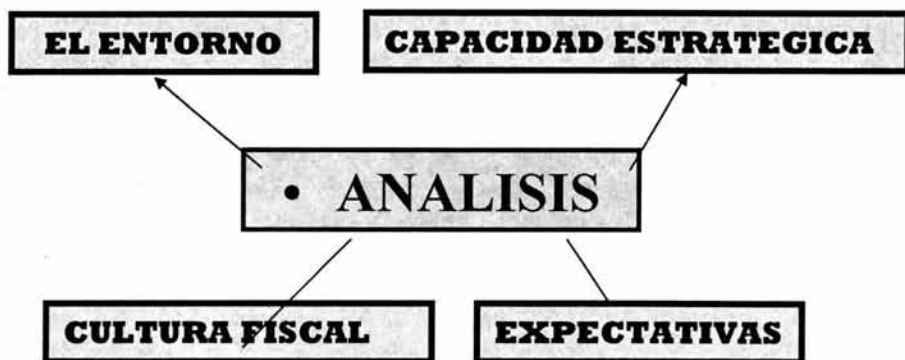 EL ENTORNO
CAPACIDAD ESTRATEGICA
• ANALISIS
CULTURA FISCAL
EXPECTATIVAS